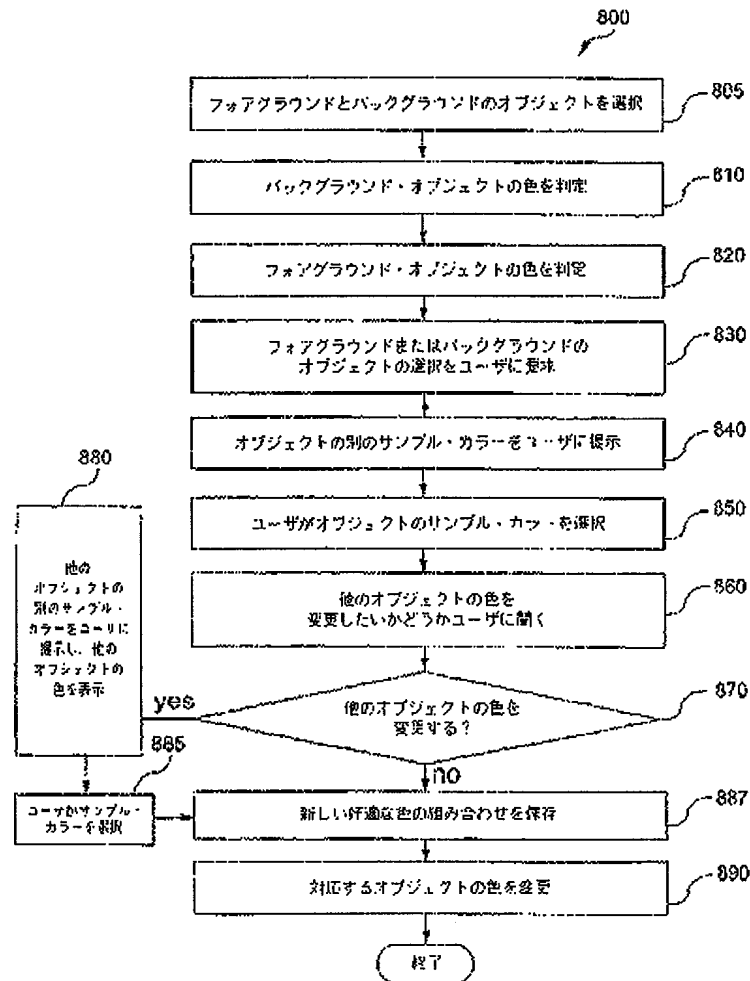 800
フォアグラウンドとバックグラウンドのオブジェクトを選択
805
バックグラウンド・オブジェクトの色を判定
810
フォアグラウンド・オブジェクトの色を判定
820
フォアグラウンドまたはバックグラウンドの
オブジェクトの選択をユーザに要求
830
オブジェクトの別のサンプル・カラーをユーザに提示
840
ユーザがオブジェクトのサンプル・カラーを選択
850
他のオブジェクトの色を
変更したいかどうかユーザに聞く
860
他のオブジェクトの色を
変更する?
870
yes
no
880
他の
オブジェクトの
別のサンプル・
カラーをユーザに
提示し、他の
オブジェクトの
色を表示
885
ユーザがサンプル・
カラーを選択
新しい好適な色の組み合わせを保存
887
対応するオブジェクトの色を変更
890
終了